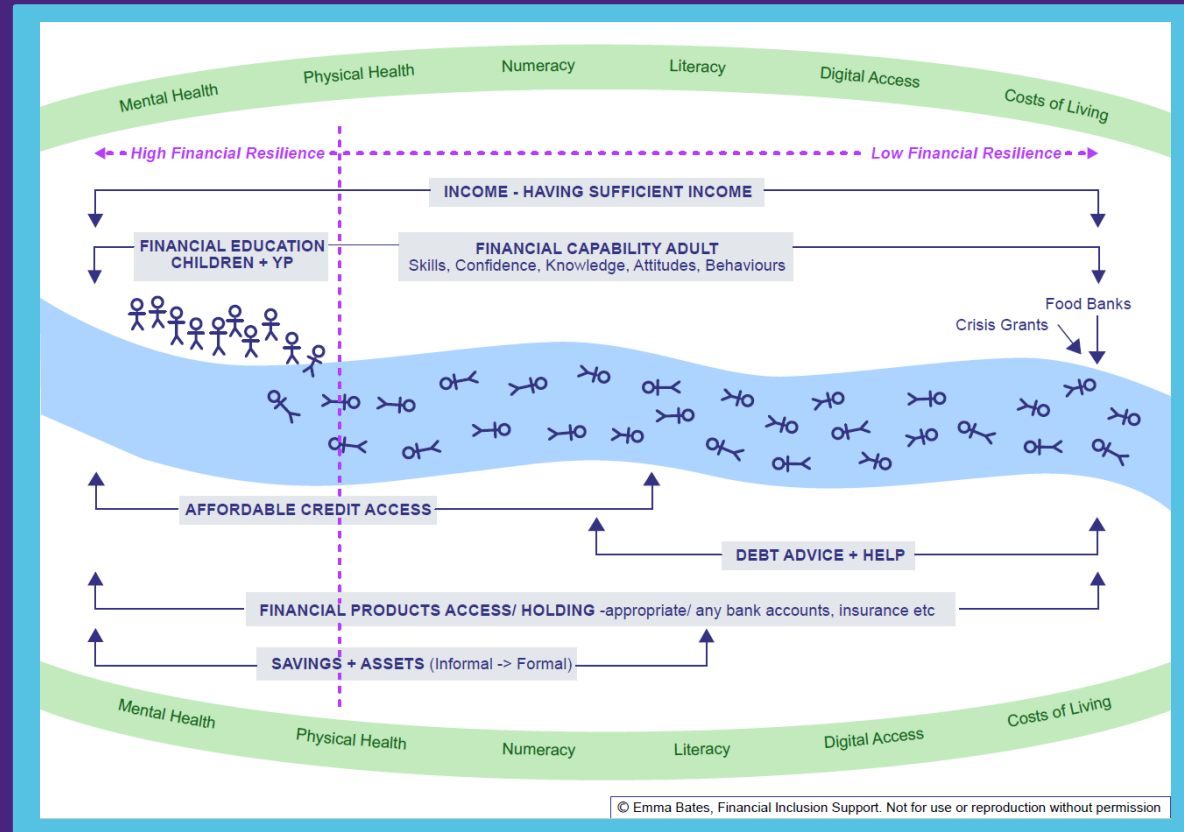 Mental Health
Physical Health
Numeracy
Literacy
Digital Access
Costs of Living
High Financial Resilience
Low Financial Resilience
INCOME - HAVING SUFFICIENT INCOME
FINANCIAL EDUCATION
CHILDREN + YP
FINANCIAL CAPABILITY ADULT
Skills, Confidence, Knowledge, Attitudes, Behaviours
Food Banks
Crisis Grants
AFFORDABLE CREDIT ACCESS
DEBT ADVICE + HELP
FINANCIAL PRODUCTS ACCESS/ HOLDING -appropriate/ any bank accounts, insurance etc
SAVINGS + ASSETS (Informal -> Formal)
Mental Health
Physical Health
Numeracy
Literacy
Digital Access
Costs of Living
© Emma Bates, Financial Inclusion Support. Not for use or reproduction without permission